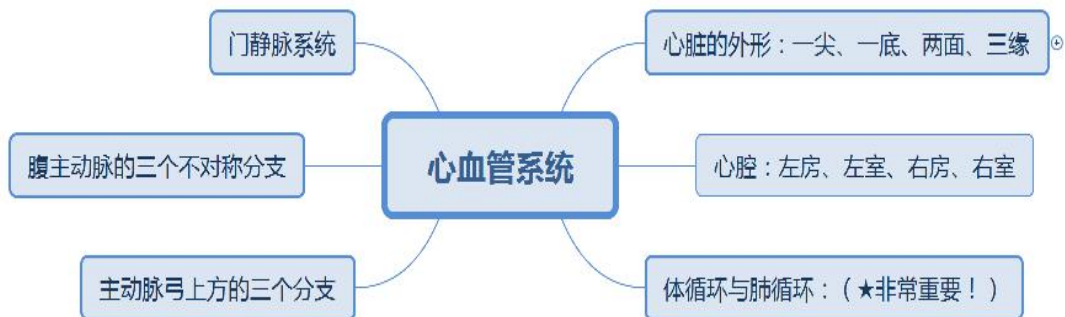 门静脉系统
心脏的外形：一尖、一底、两面、三缘
腹主动脉的三个不对称分支
心血管系统
心腔：左房、左室、右房、右室
主动脉弓上方的三个分支
体循环与肺循环：（★非常重要！）